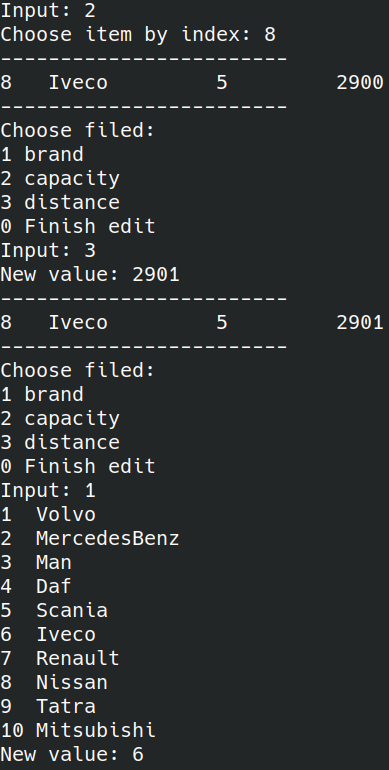 Input: 2
Choose item by index: 8
------------------------
8   Iveco         5         2900
------------------------
Choose filed:
1 brand
2 capacity
3 distance
0 Finish edit
Input: 3
New value: 2901
------------------------
8   Iveco         5         2901
------------------------
Choose filed:
1 brand
2 capacity
3 distance
0 Finish edit
Input: 1
1  Volvo
2  MercedesBenz
3  Man
4  Daf
5  Scania
6  Iveco
7  Renault
8  Nissan
9  Tatra
10 Mitsubishi
New value: 6